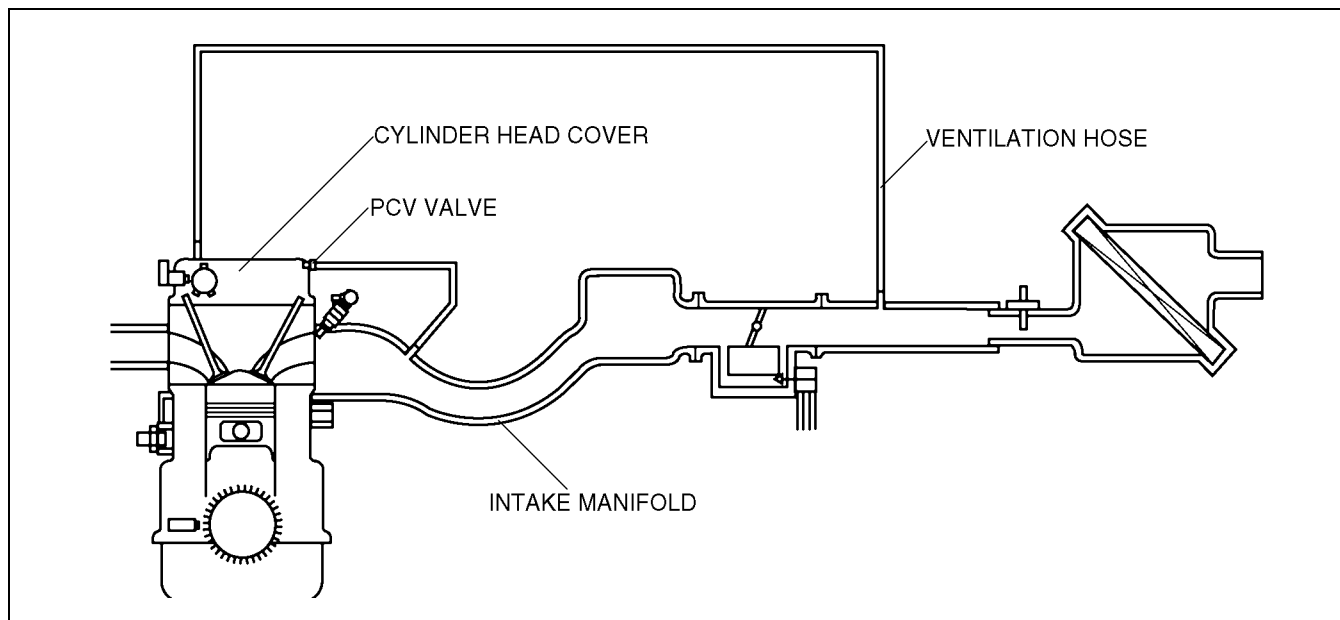 CYLINDER HEAD COVER
VENTILATION HOSE
PCV VALVE
INTAKE MANIFOLD